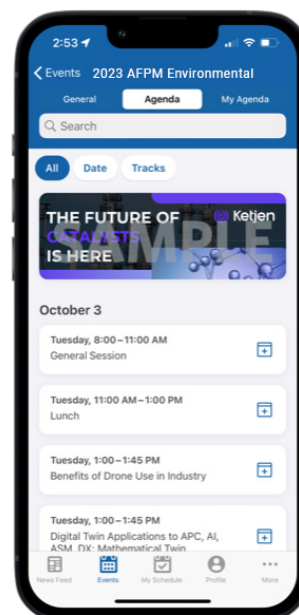 2:53
Events 2023 AFPM Environmental
General Agenda My Agenda
Search
All Date Tracks
THE FUTURE OF
CATALYSTS
IS HERE
Ketjen
SAMPLE
October 3
Tuesday, 8:00–11:00 AM
General Session
Tuesday, 11:00 AM–1:00 PM
Lunch
Tuesday, 1:00–1:45 PM
Benefits of Drone Use in Industry
Tuesday, 1:00–1:45 PM
Digital Twin Applications to APC, AI,
ASM, DX: Mathematical Twin
News Feed Events My Schedule Profile More